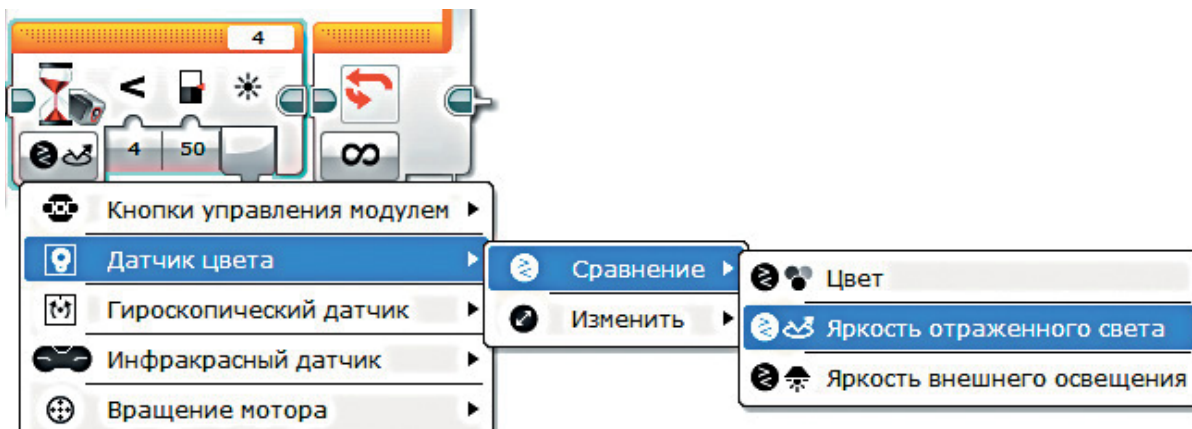 4
< 
4 50 ∞
Кнопки управления модулем
Датчик цвета
Гироскопический датчик
Инфракрасный датчик
Вращение мотора
Сравнение
Изменить
Цвет
Яркость отраженного света
Яркость внешнего освещения